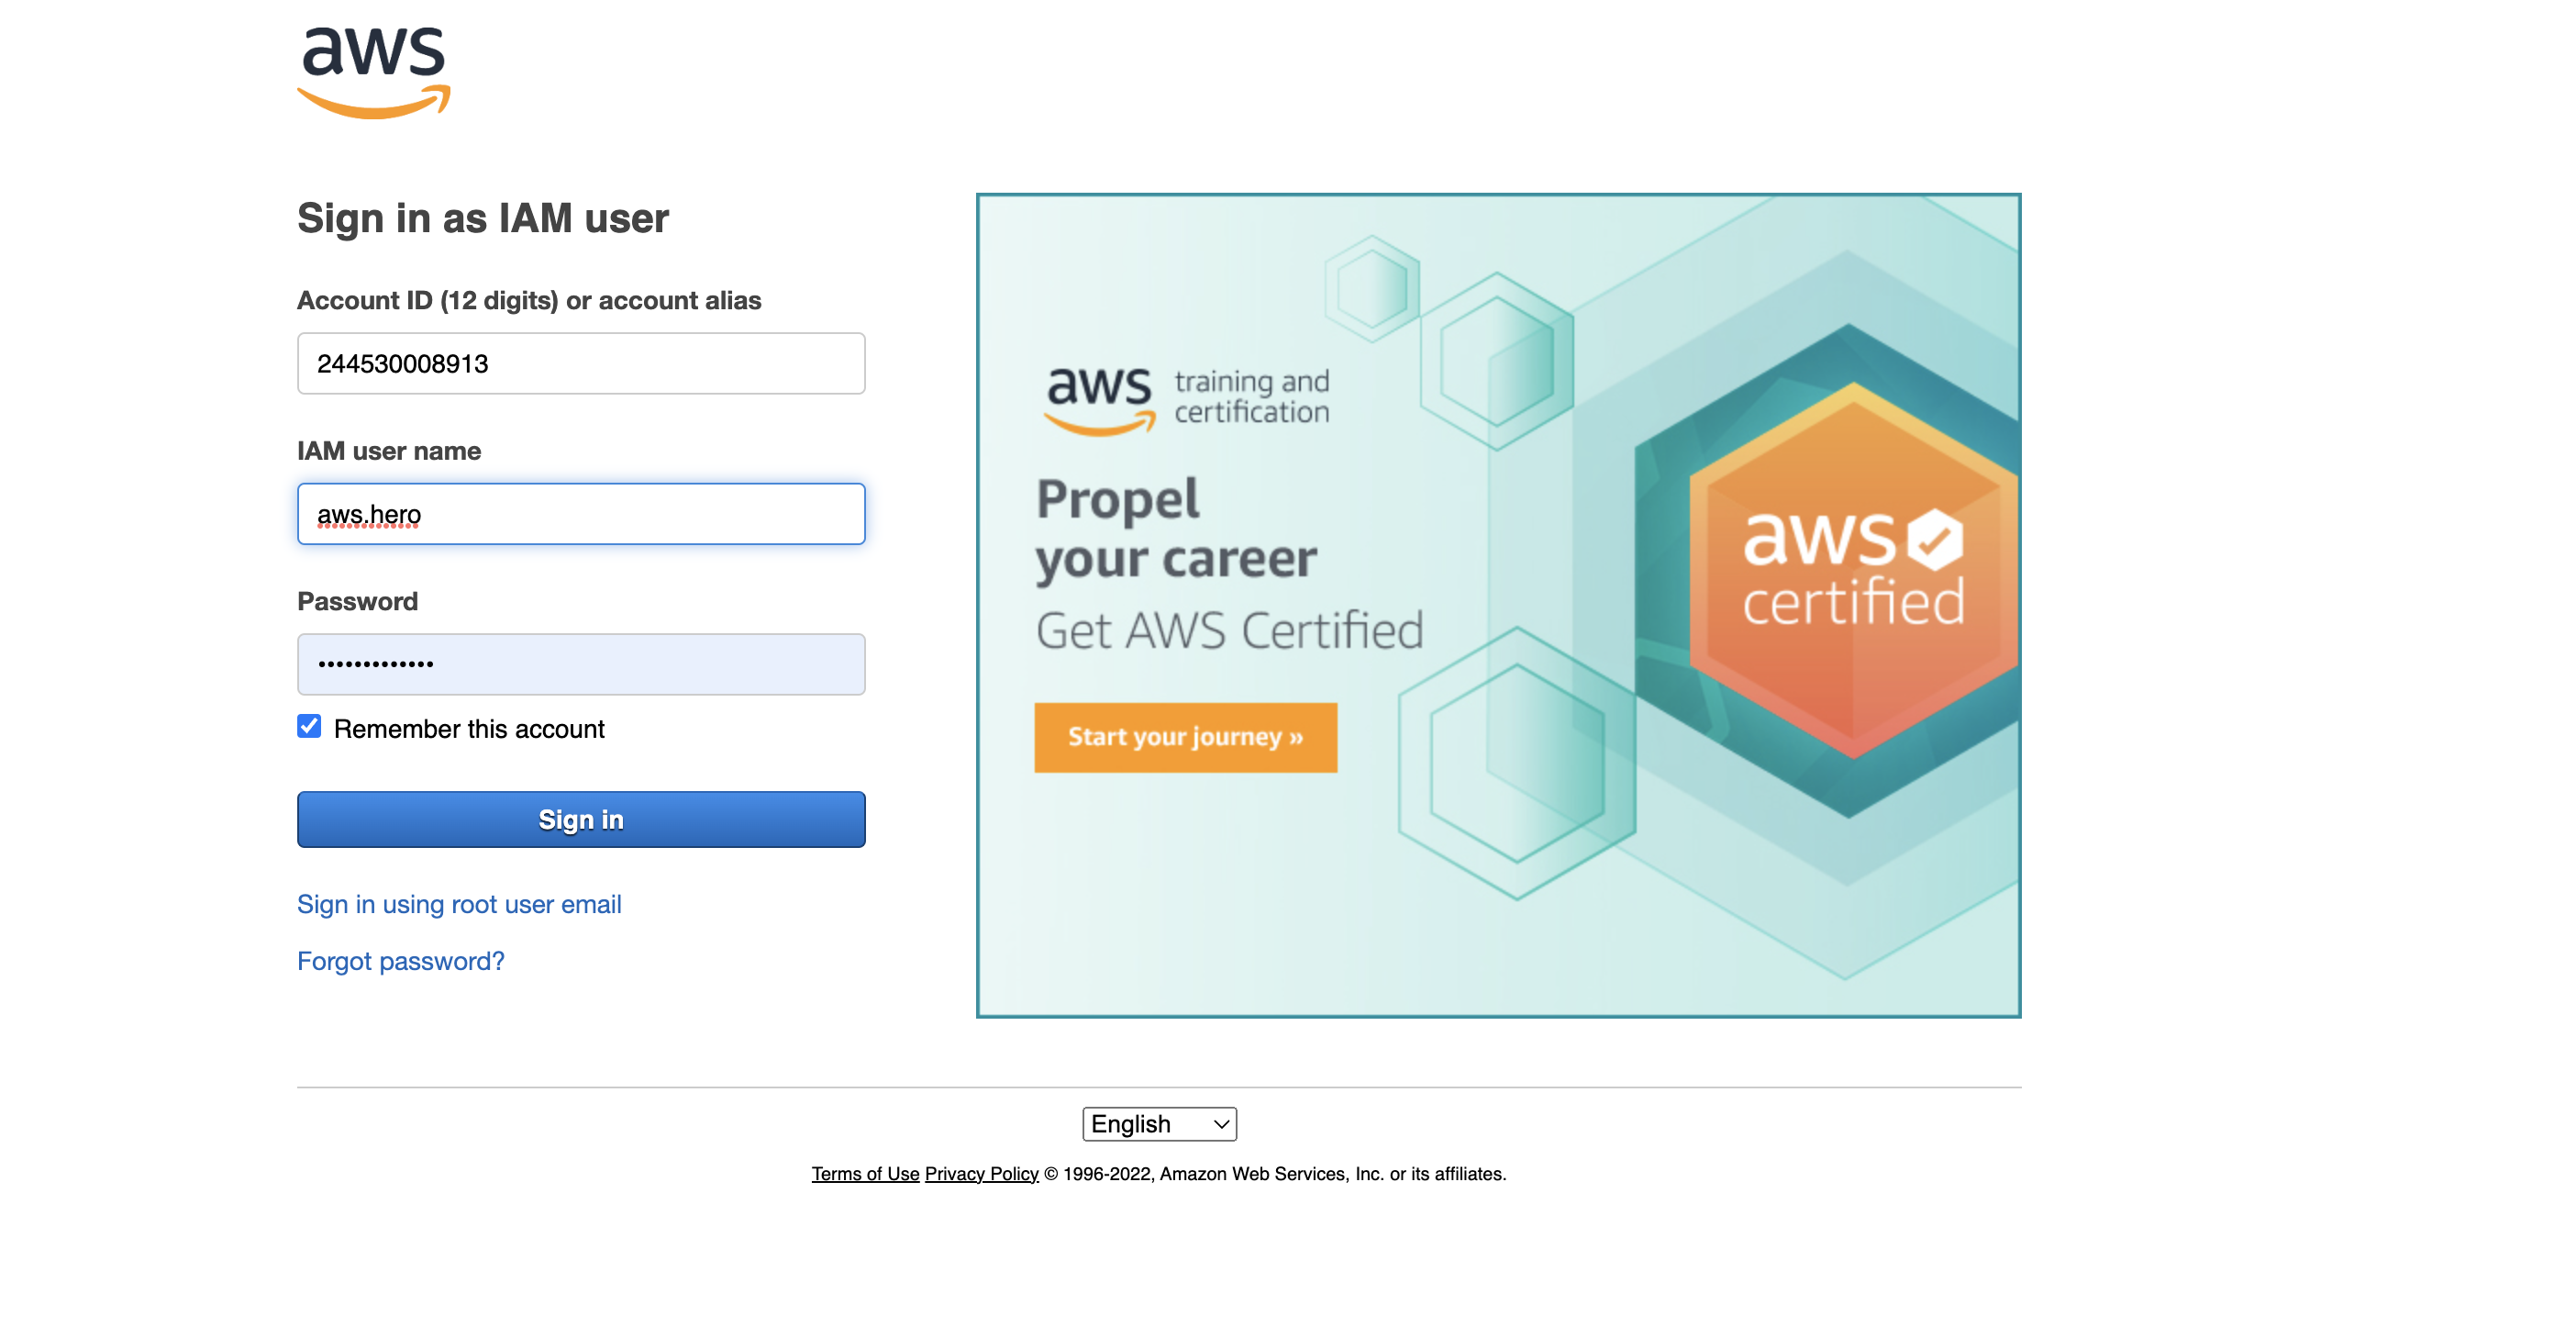 aws
Sign in as IAM user
Account ID (12 digits) or account alias
244530008913
IAM user name
aws.hero
Password
•••••••••••••
Remember this account
Sign in
Sign in using root user email
Forgot password?
aws training and
certification
Propel
your career
Get AWS Certified
Start your journey »
aws
certified
English
Terms of Use Privacy Policy © 1996-2022, Amazon Web Services, Inc. or its affiliates.